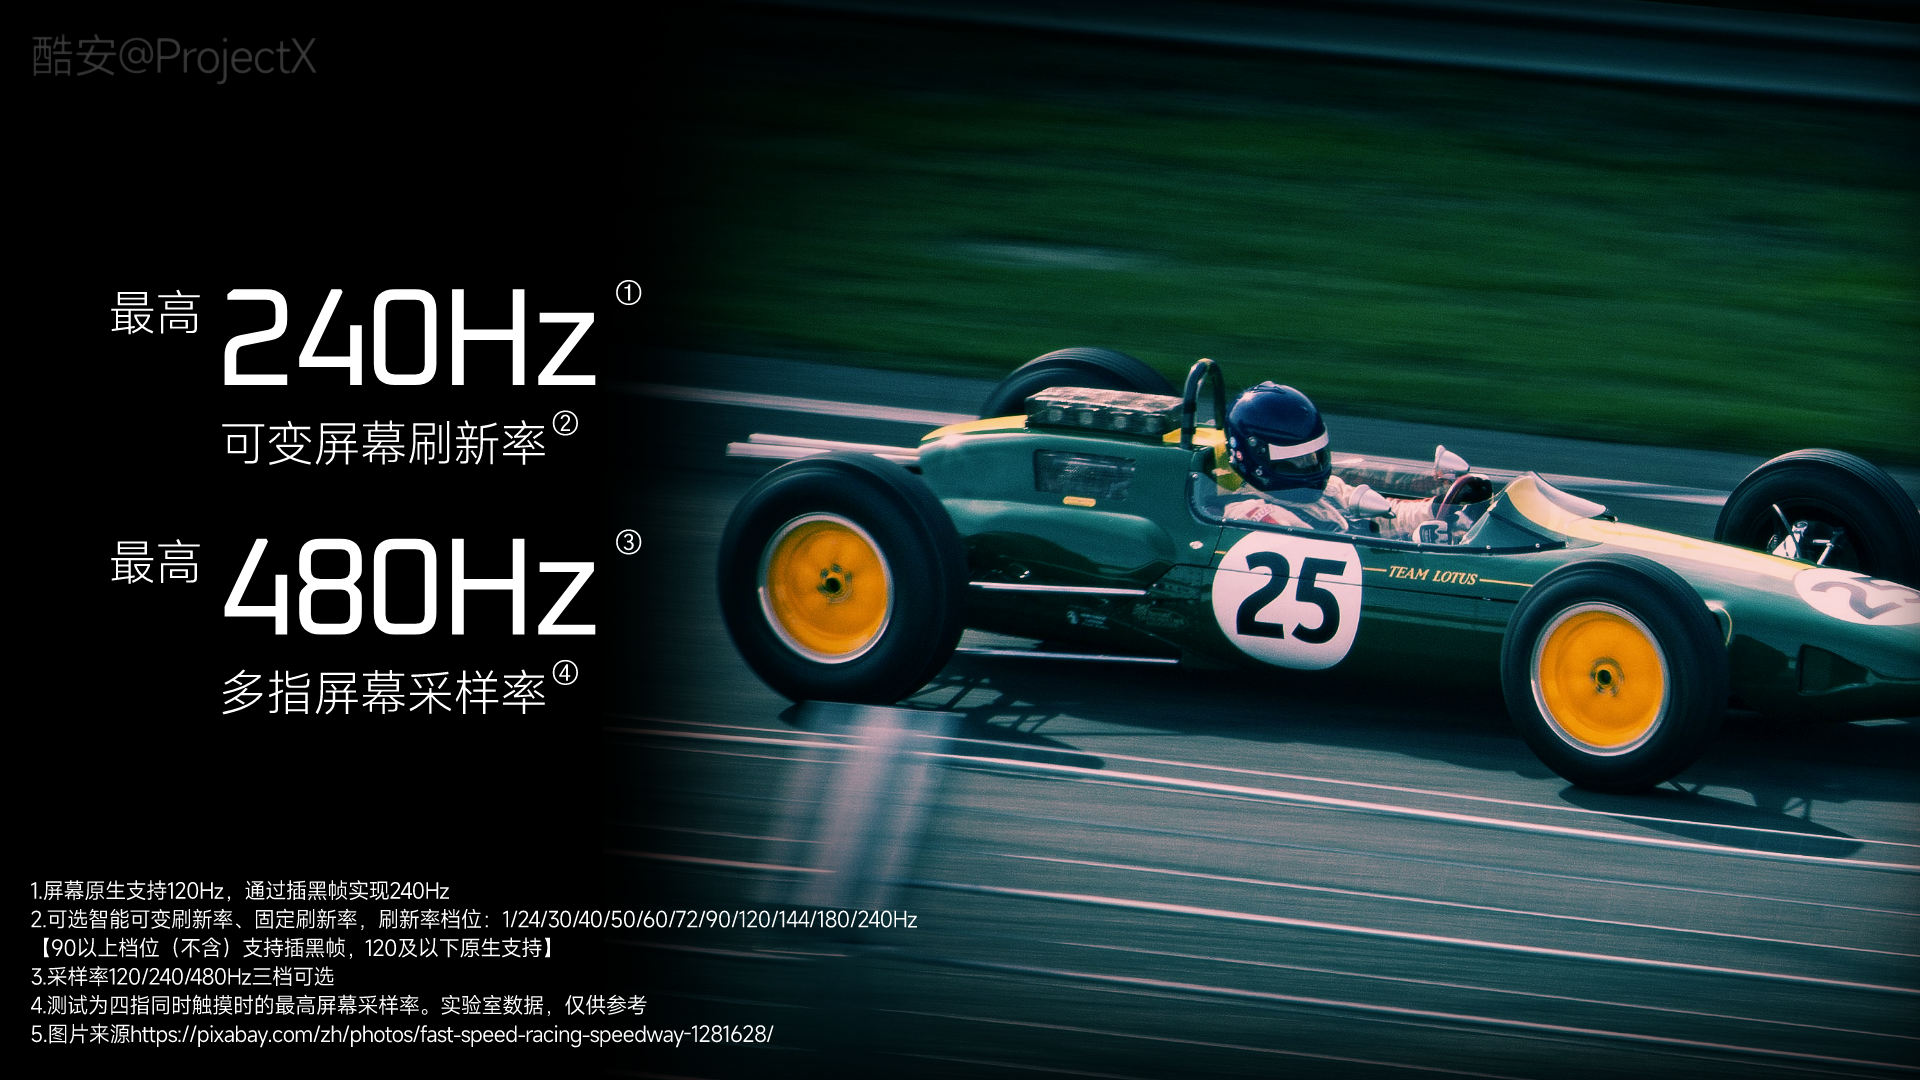 酷安@ProjectX
最高 240Hz ①
可变屏幕刷新率②
最高 480Hz ③
多指屏幕采样率④
25
TEAM LOTUS
25
1.屏幕原生支持120Hz，通过插黑帧实现240Hz
2.可选智能可变刷新率、固定刷新率，刷新率档位：1/24/30/40/50/60/72/90/120/144/180/240Hz
【90以上档位（不含）支持插黑帧，120及以下原生支持】
3.采样率120/240/480Hz三档可选
4.测试为四指同时触摸时的最高屏幕采样率。实验室数据，仅供参考
5.图片来源https://pixabay.com/zh/photos/fast-speed-racing-speedway-1281628/